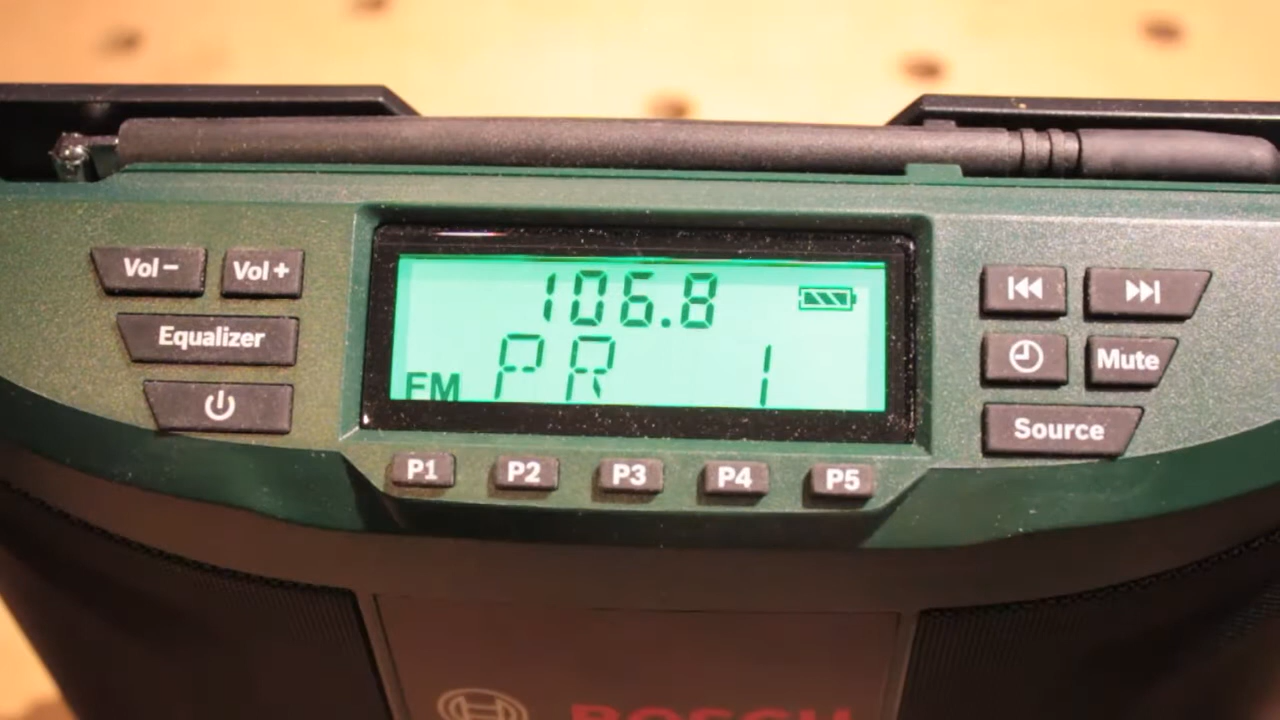 106.8
FM PR 1
Vol− Vol+
Equalizer
Mute
Source
P1 P2 P3 P4 P5
BOSCH